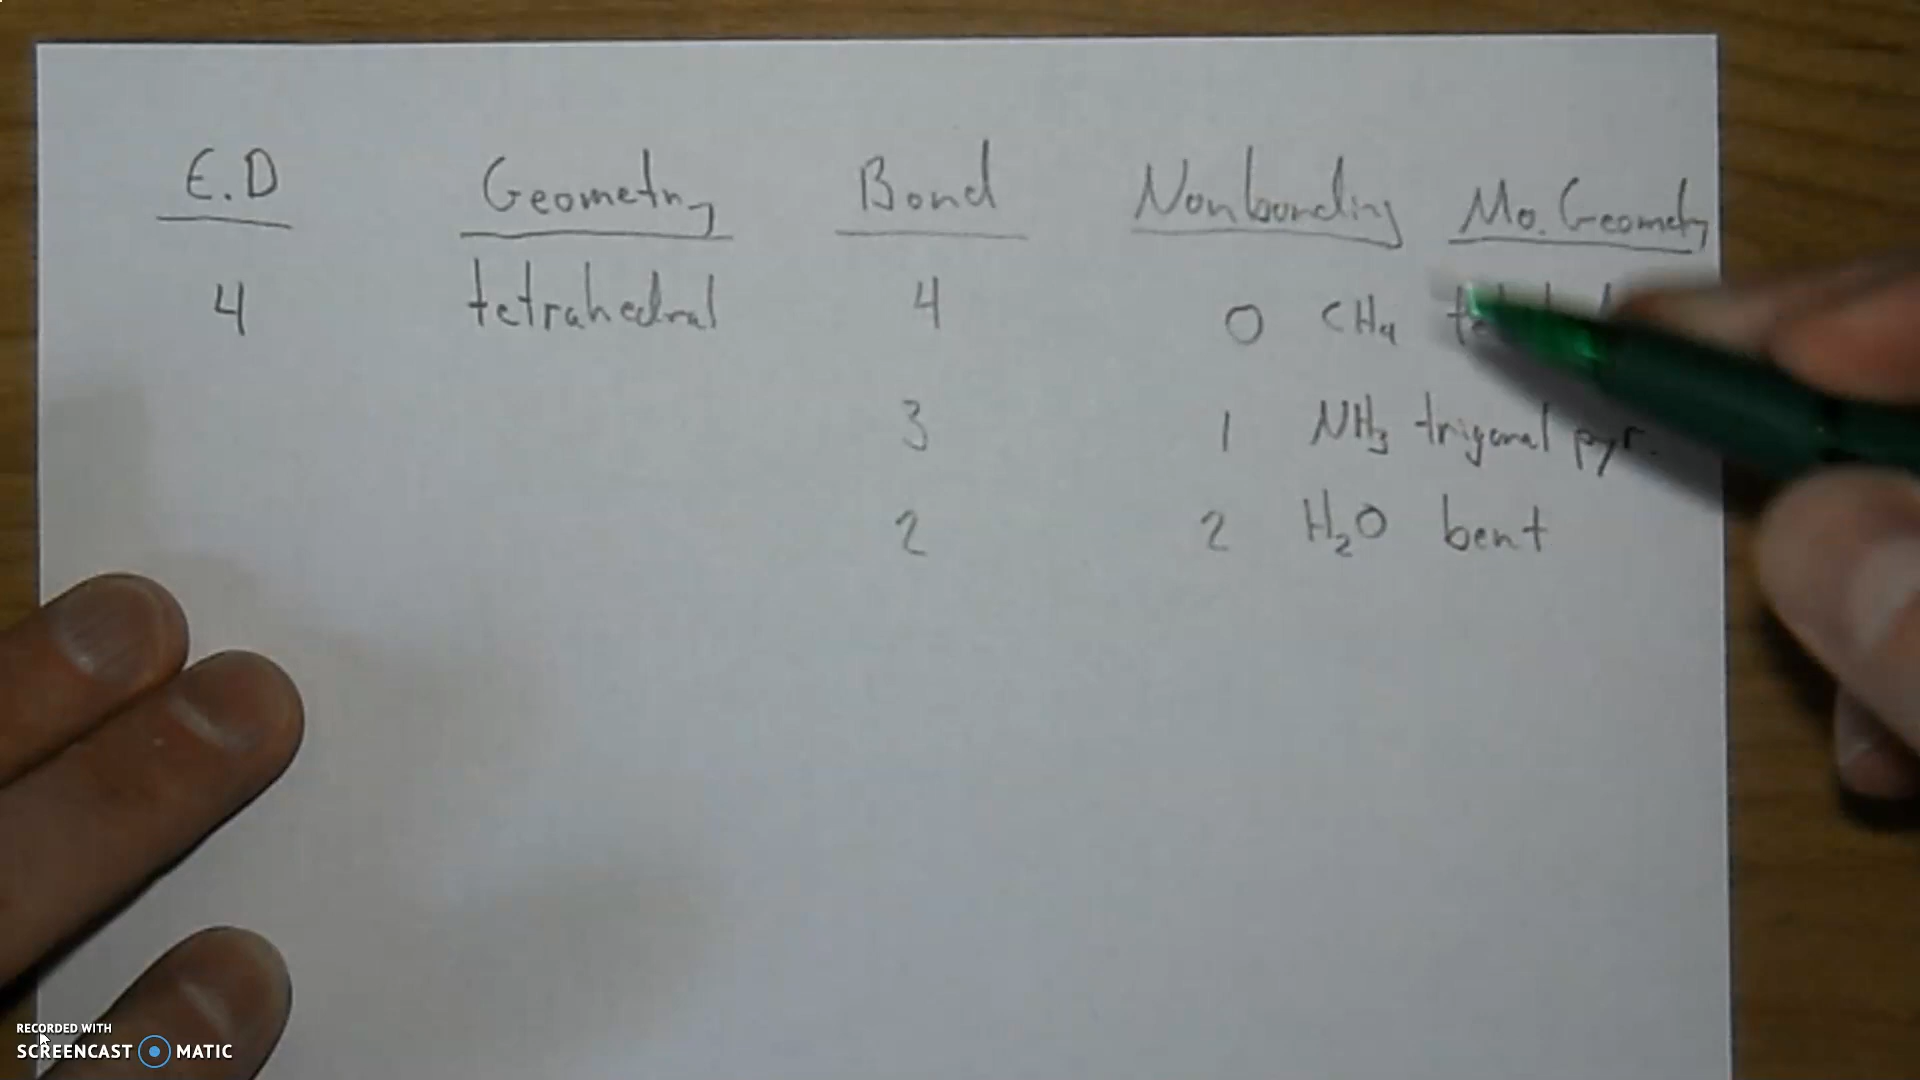 E.D Geometry Bond Nonbonding Mo. Geometry
4 tetrahedral 4 0 CH4
3 1 NH3 trigonal pyr.
2 2 H2O bent
RECORDED WITH
SCREENCAST MATIC